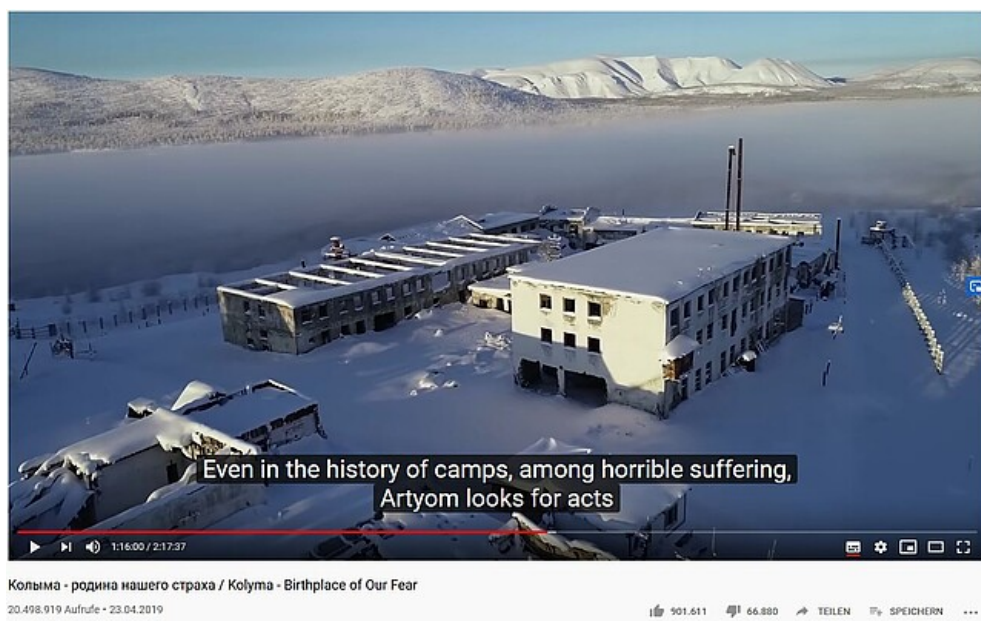 Even in the history of camps, among horrible suffering,
Artyom looks for acts
1:16:00 / 2:17:37
Колыма - родина нашего страха / Kolyma - Birthplace of Our Fear
20.498.919 Aufrufe • 23.04.2019
901.611 66.880 TEILEN SPEICHERN